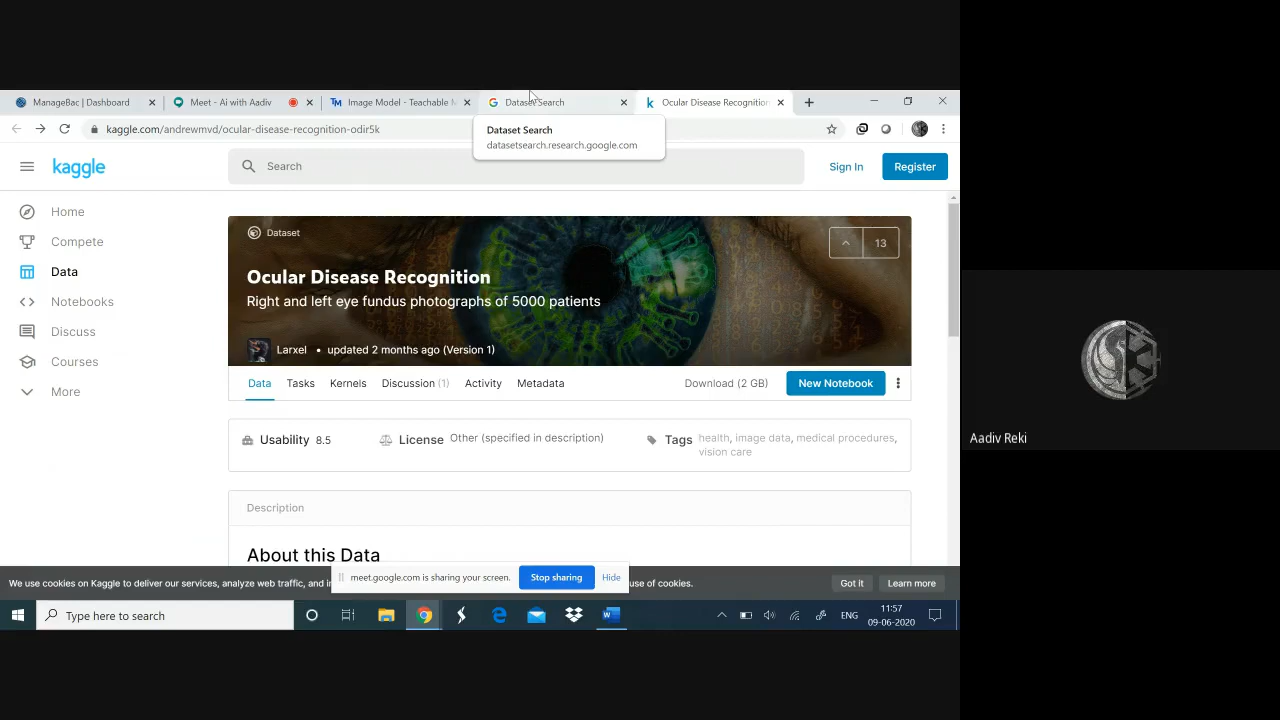 ManageBac | Dashboard
Meet - Ai with Aadiv
Image Model - Teachable M
Dataset Search
Ocular Disease Recognition
kaggle.com/andrewmvd/ocular-disease-recognition-odir5k
Dataset Search
datasetsearch.research.google.com
kaggle
Search
Sign In
Register
Home
Compete
Data
Notebooks
Discuss
Courses
More
Dataset
13
Ocular Disease Recognition
Right and left eye fundus photographs of 5000 patients
Larxel • updated 2 months ago (Version 1)
Data
Tasks
Kernels
Discussion (1)
Activity
Metadata
Download (2 GB)
New Notebook
Usability 8.5
License Other (specified in description)
Tags health, image data, medical procedures,
vision care
Description
About this Data
We use cookies on Kaggle to deliver our services, analyze web traffic, and
use of cookies.
Got it
Learn more
meet.google.com is sharing your screen.
Stop sharing
Hide
Type here to search
ENG
11:57
09-06-2020
Aadiv Reki